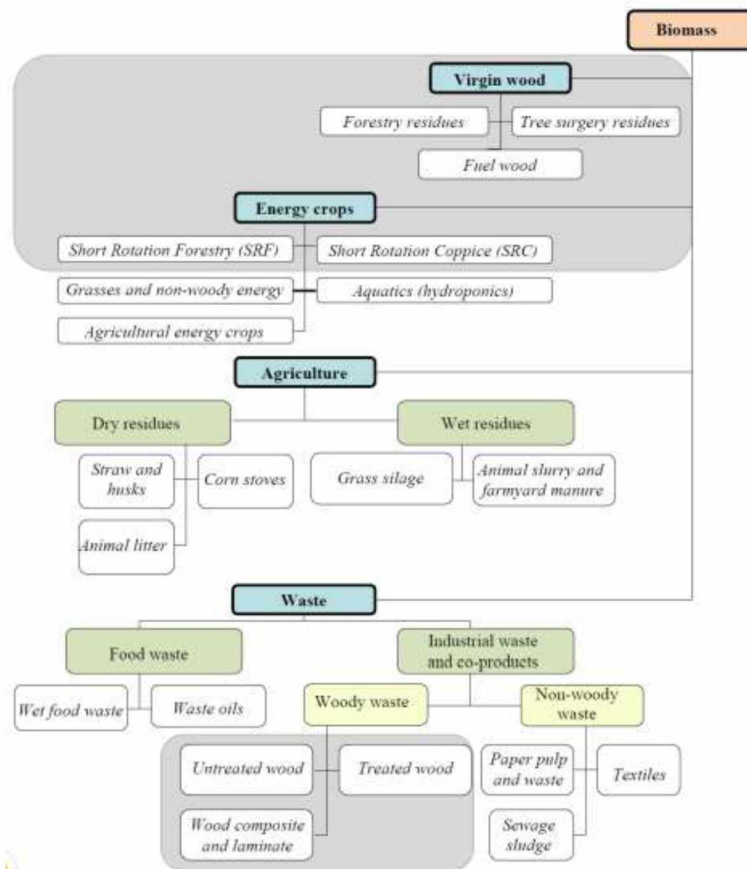 Biomass
Virgin wood
Forestry residues
Tree surgery residues
Fuel wood
Energy crops
Short Rotation Forestry (SRF)
Short Rotation Coppice (SRC)
Grasses and non-woody energy
Aquatics (hydroponics)
Agricultural energy crops
Agriculture
Dry residues
Wet residues
Straw and
husks
Corn stoves
Grass silage
Animal slurry and
farmyard manure
Animal litter
Waste
Food waste
Industrial waste
and co-products
Wet food waste
Waste oils
Woody waste
Non-woody
waste
Untreated wood
Treated wood
Paper pulp
and waste
Textiles
Wood composite
and laminate
Sewage
sludge